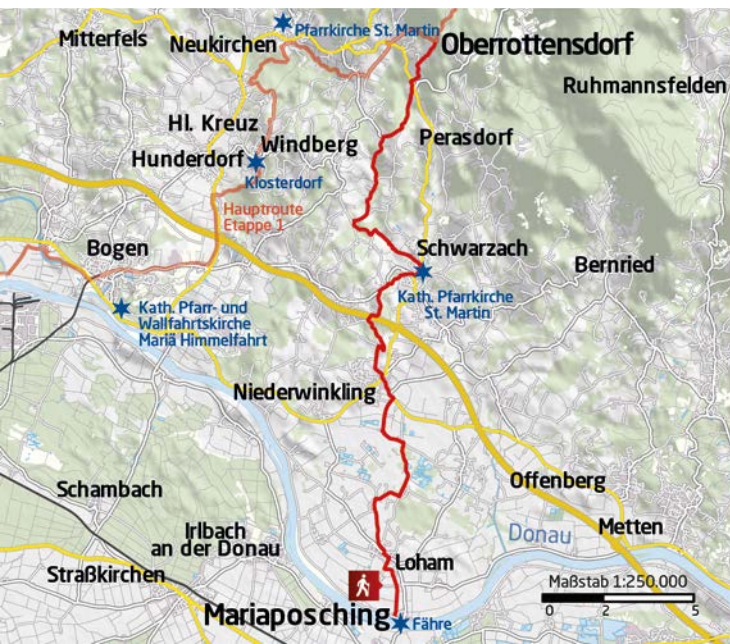 Mitterfels
Neukirchen
Pfarrkirche St. Martin
Oberrottensdorf
Ruhmannsfelden
Hl. Kreuz
Windberg
Hunderdorf
Klosterdorf
Perasdorf
Hauptroute
Etappe 1
Bogen
Schwarzach
Bernried
Kath. Pfarrkirche
St. Martin
Kath. Pfarr- und
Wallfahrtskirche
Mariä Himmelfahrt
Niederwinkling
Schambach
Offenberg
Irlbach
an der Donau
Donau
Metten
Straßkirchen
Loham
Maßstab 1:250.000
0 2 5
Mariaposching
Fähre